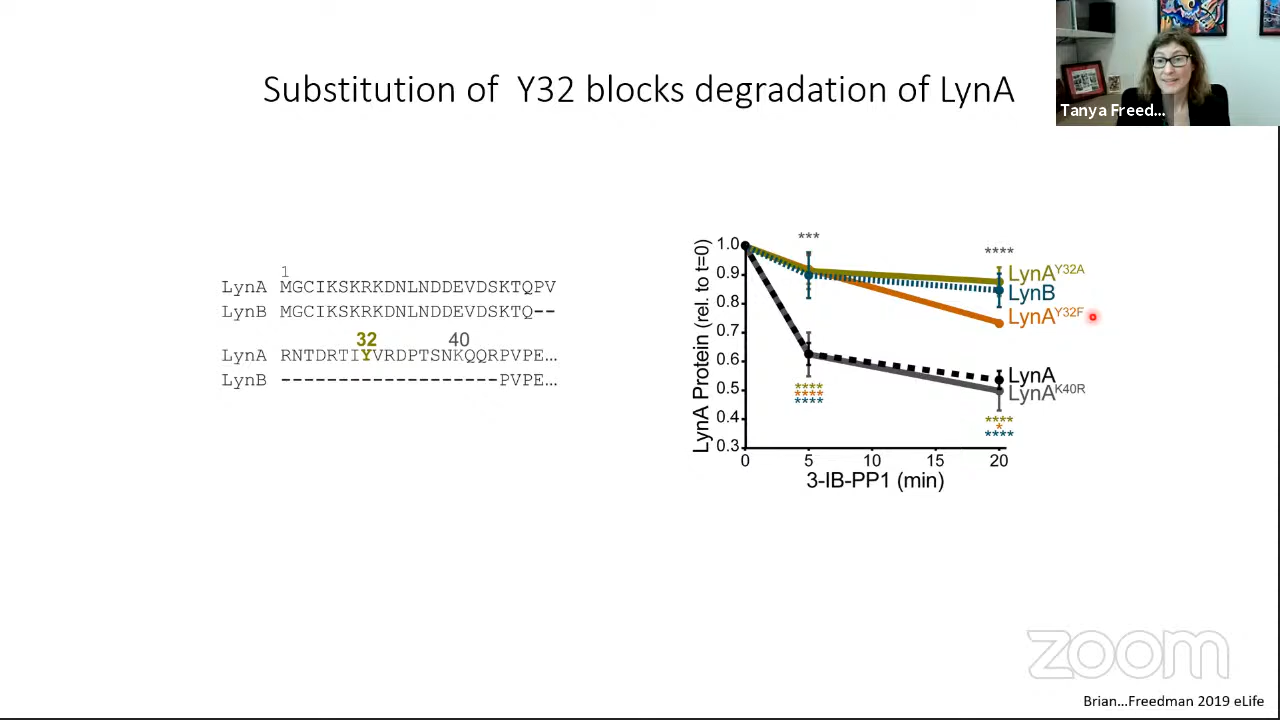 Substitution of  Y32 blocks degradation of LynA
Tanya Freed...
1
LynA MGCIKSKRKDNLNDDEVDSKTQPV
LynB MGCIKSKRKDNLNDDEVDSKTQ--
32 40
LynA RNTDRTIYVRDPTSNKQQRPVPE…
LynB -------------------PVPE…
LynA Protein (rel. to t=0)
1.0
0.9
0.8
0.7
0.6
0.5
0.4
0.3
*** ****
LynAY32A
LynB
LynAY32F
LynA
LynAK40R
**** ****
**** *
**** ****
0 5 10 15 20
3-IB-PP1 (min)
zoom
Brian…Freedman 2019 eLife